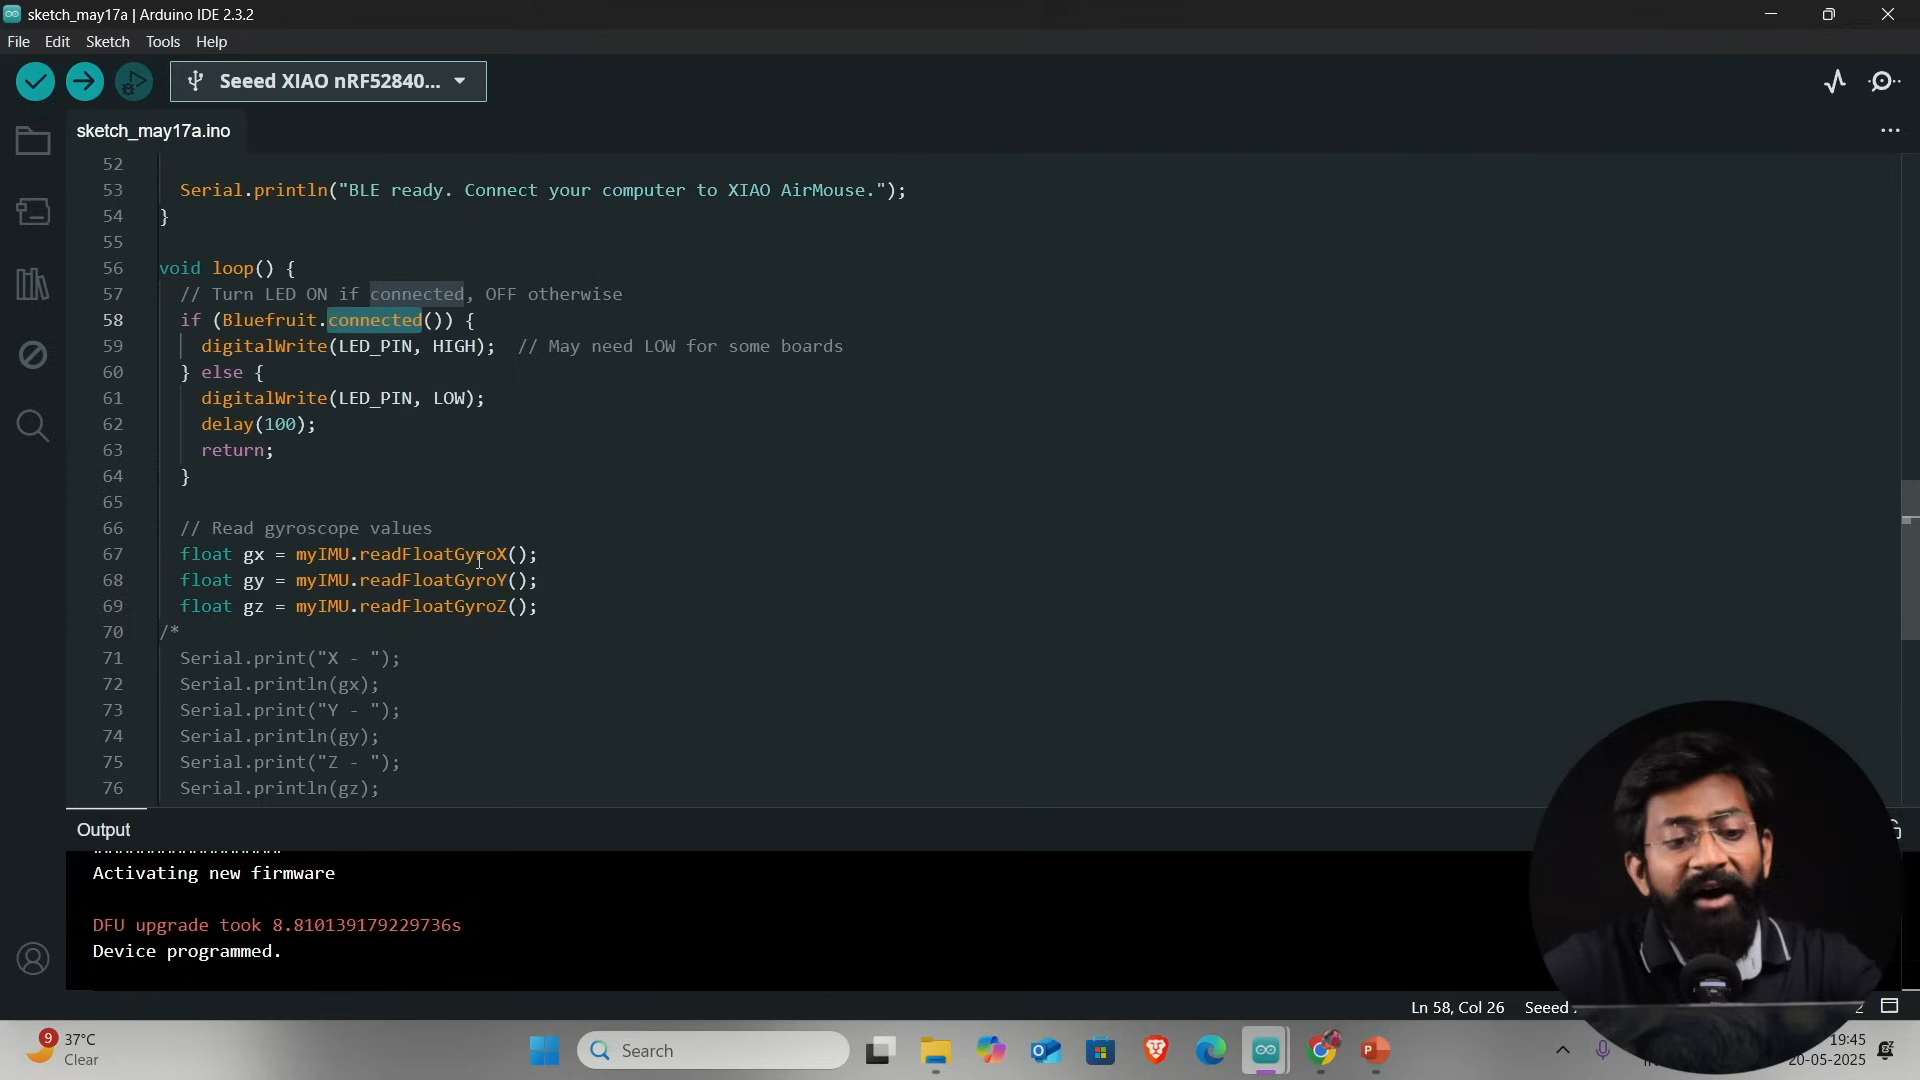 sketch_may17a | Arduino IDE 2.3.2
File Edit Sketch Tools Help
Seeed XIAO nRF52840...
sketch_may17a.ino
52
53 Serial.println("BLE ready. Connect your computer to XIAO AirMouse.");
54 }
55
56 void loop() {
57 // Turn LED ON if connected, OFF otherwise
58 if (Bluefruit.connected()) {
59 digitalWrite(LED_PIN, HIGH); // May need LOW for some boards
60 } else {
61 digitalWrite(LED_PIN, LOW);
62 delay(100);
63 return;
64 }
65
66 // Read gyroscope values
67 float gx = myIMU.readFloatGyroX();
68 float gy = myIMU.readFloatGyroY();
69 float gz = myIMU.readFloatGyroZ();
70 /*
71 Serial.print("X - ");
72 Serial.println(gx);
73 Serial.print("Y - ");
74 Serial.println(gy);
75 Serial.print("Z - ");
76 Serial.println(gz);
Output
Activating new firmware
DFU upgrade took 8.810139179229736s
Device programmed.
Ln 58, Col 26 Seeed 2
9 37°C
Clear
Search
19:45
20-05-2025